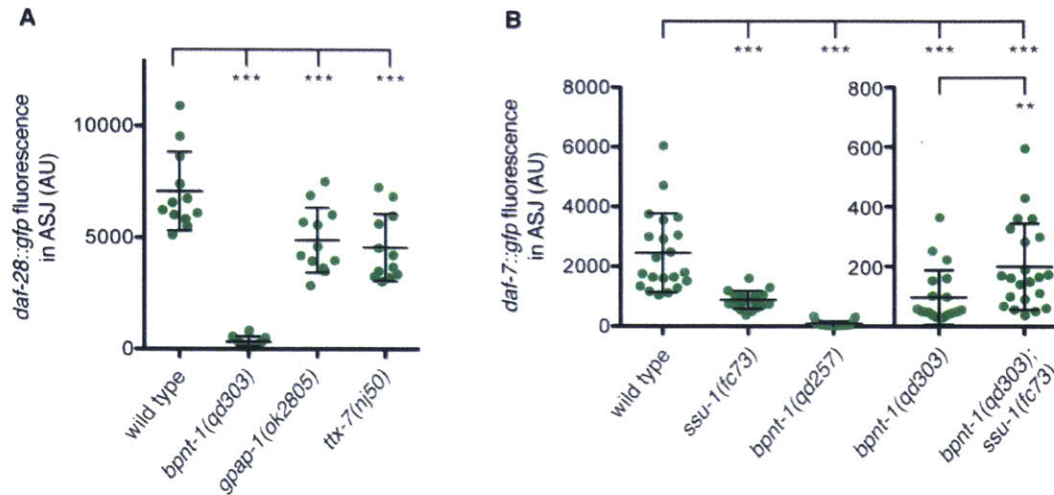 A
*** *** ***
daf-28::gfp fluorescence
in ASJ (AU)
10000
5000
0
wild type
bpnt-1(qd303)
gpap-1(ok2805)
ttx-7(nj50)
B
*** *** *** ***
**
daf-7::gfp fluorescence
in ASJ (AU)
8000
6000
4000
2000
0
800
600
400
200
0
wild type
ssu-1(fc73)
bpnt-1(qd257)
bpnt-1(qd303)
bpnt-1(qd303);
ssu-1(fc73)